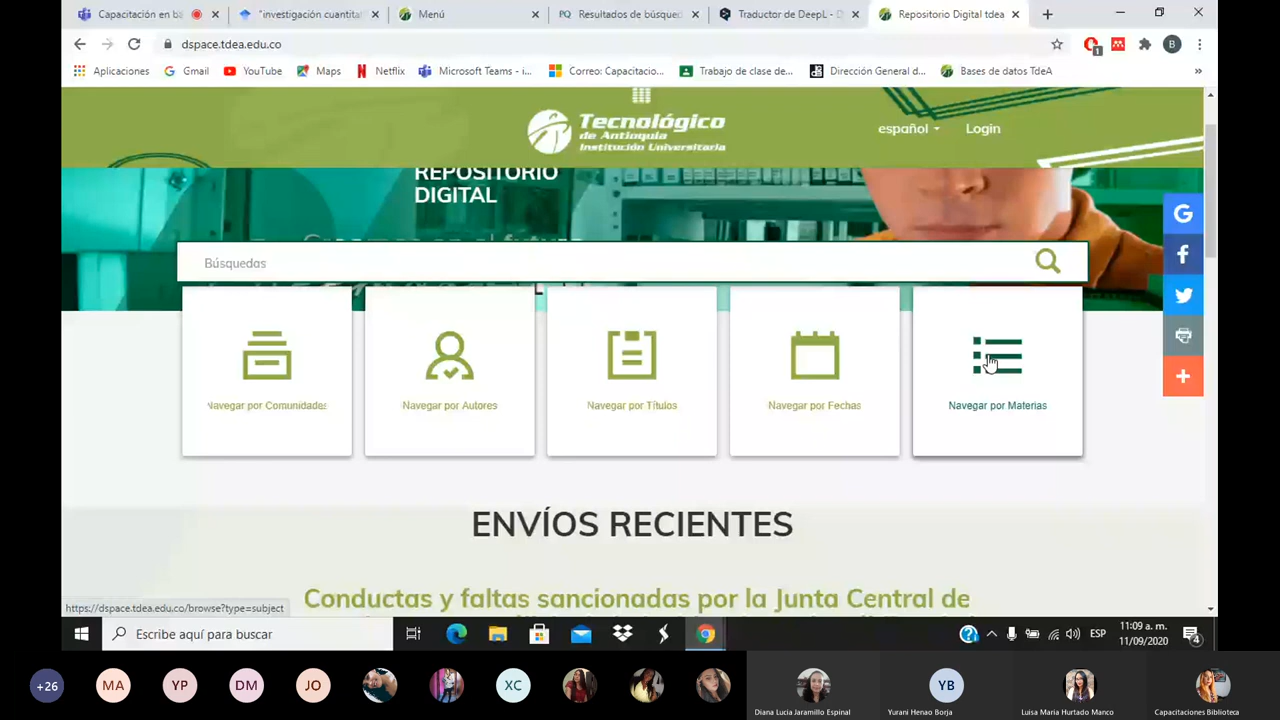 Capacitación en ba
"investigación cuantitat
Menú
PQ Resultados de búsqued
Traductor de DeepL - D
Repositorio Digital tdea
dspace.tdea.edu.co
B
1
Aplicaciones
Gmail
YouTube
Maps
Netflix
Microsoft Teams - i...
Correo: Capacitacio...
Trabajo de clase de...
Dirección General d...
Bases de datos TdeA
»
Tecnológico
de Antioquia
Institución Universitaria
español
Login
REPOSITORIO
DIGITAL
Búsquedas
Navegar por Comunidades
Navegar por Autores
Navegar por Títulos
Navegar por Fechas
Navegar por Materias
ENVÍOS RECIENTES
Conductas y faltas sancionadas por la Junta Central de
https://dspace.tdea.edu.co/browse?type=subject
Escribe aquí para buscar
ESP
11:09 a. m.
11/09/2020
4
+26
MA
YP
DM
JO
XC
YB
Diana Lucia Jaramillo Espinal
Yurani Henao Borja
Luisa Maria Hurtado Manco
Capacitaciones Biblioteca